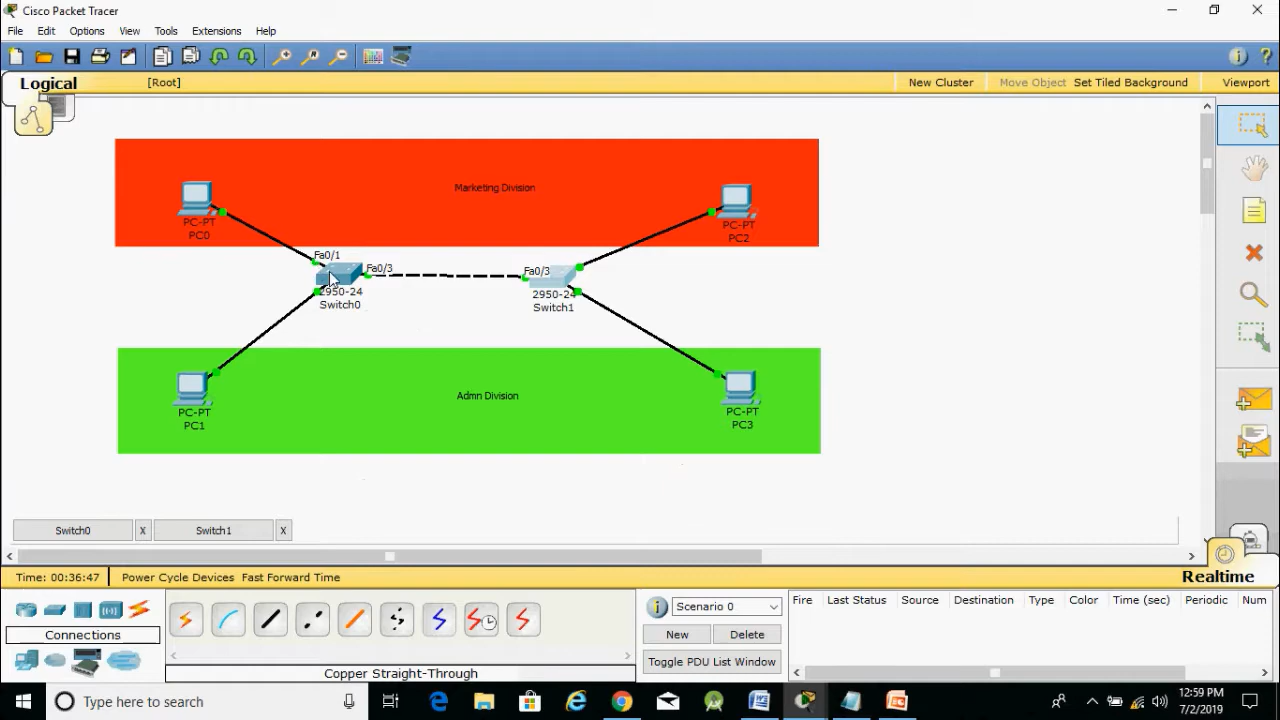 Cisco Packet Tracer
File Edit Options View Tools Extensions Help
Logical [Root] New Cluster Move Object Set Tiled Background Viewport
Marketing Division
PC-PT
PC0
PC-PT
PC2
Fa0/1
Fa0/3
Fa0/3
2950-24
Switch0
2950-24
Switch1
Admn Division
PC-PT
PC1
PC-PT
PC3
Switch0 X Switch1 X
Time: 00:36:47 Power Cycle Devices Fast Forward Time Realtime
Scenario 0
Fire Last Status Source Destination Type Color Time (sec) Periodic Num
Connections
New Delete
Toggle PDU List Window
Copper Straight-Through
Type here to search
12:59 PM
7/2/2019